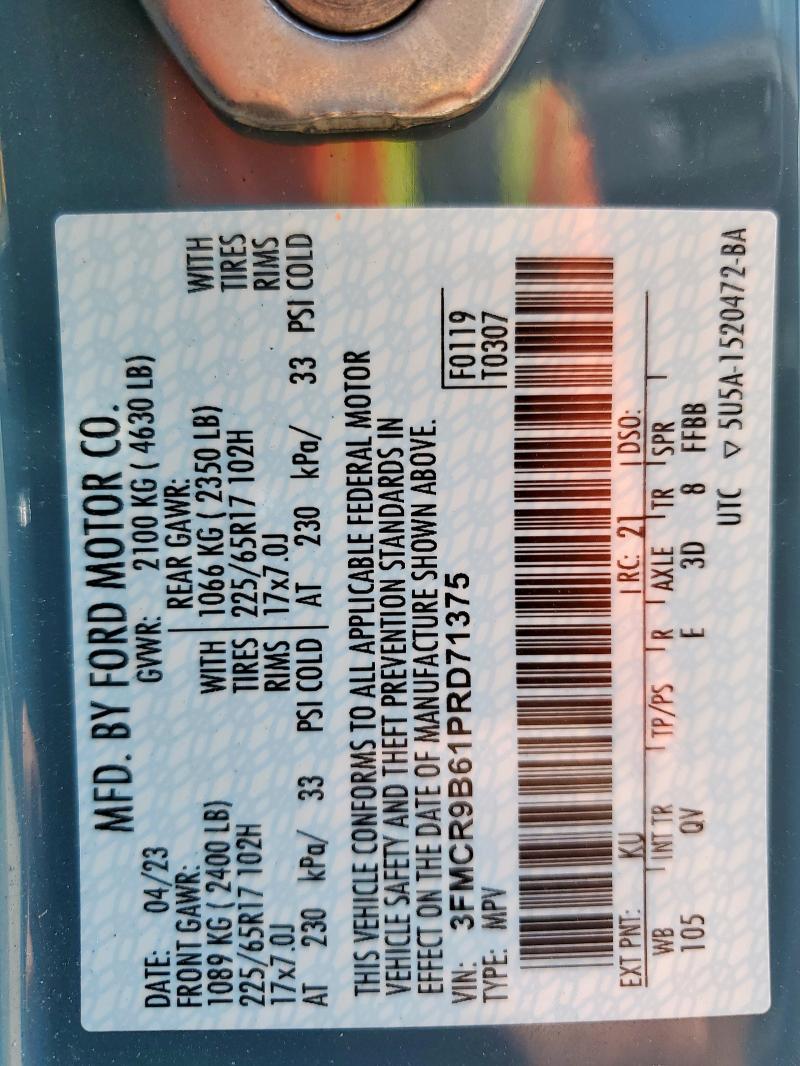 MFD. BY FORD MOTOR CO.
DATE: 04/23 GVWR: 2100 KG ( 4630 LB)
FRONT GAWR: REAR GAWR:
1089 KG ( 2400 LB) WITH 1066 KG ( 2350 LB) WITH
225/65R17 102H TIRES 225/65R17 102H TIRES
17x7.0J RIMS 17x7.0J RIMS
AT 230 kPa/ 33 PSI COLD AT 230 kPa/ 33 PSI COLD
THIS VEHICLE CONFORMS TO ALL APPLICABLE FEDERAL MOTOR
VEHICLE SAFETY AND THEFT PREVENTION STANDARDS IN
EFFECT ON THE DATE OF MANUFACTURE SHOWN ABOVE.
VIN: 3FMCR9B61PRD71375 F0119
TYPE: MPV T0307
EXT PNT: KU RC: 21 DSO:
WB INT TR TP/PS R AXLE TR SPR
105 QV E 3D 8 FFBB
UTC ▽ 5U5A-1520472-BA